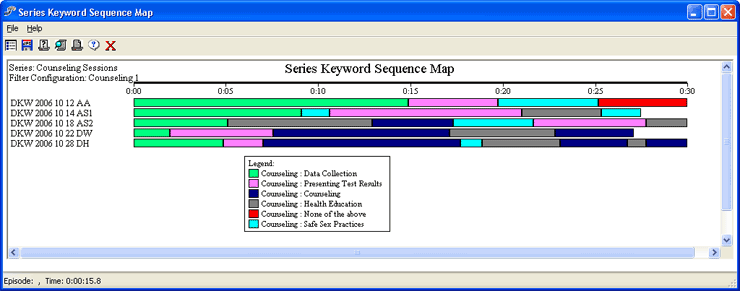 Series Keyword Sequence Map
File Help
Series: Counseling Sessions
Filter Configuration: Counseling 1
Series Keyword Sequence Map
0:00 0:05 0:10 0:15 0:20 0:25 0:30
DKW 2006 10 12 AA
DKW 2006 10 14 AS1
DKW 2006 10 18 AS2
DKW 2006 10 22 DW
DKW 2006 10 28 DH
Legend:
Counseling : Data Collection
Counseling : Presenting Test Results
Counseling : Counseling
Counseling : Health Education
Counseling : None of the above
Counseling : Safe Sex Practices
Episode: , Time: 0:00:15.8